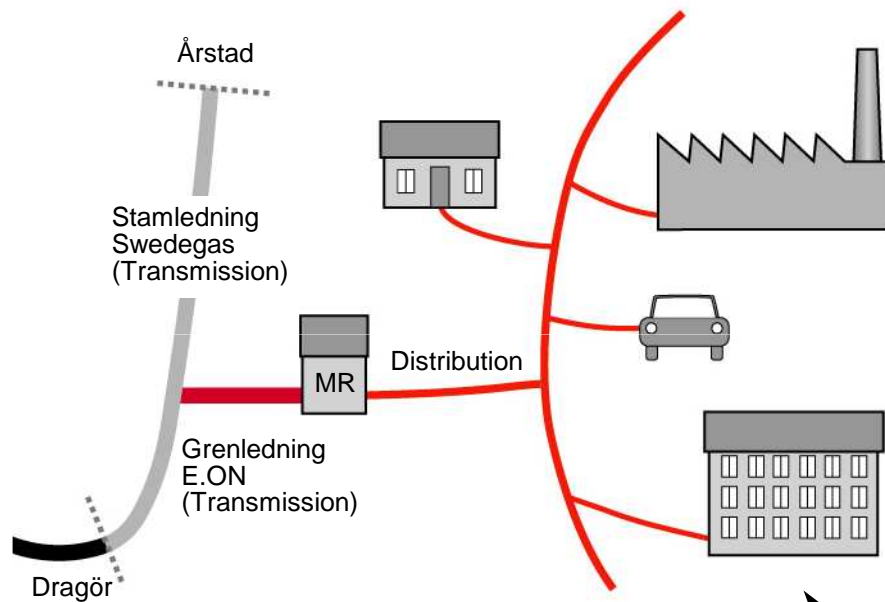 Årstad
Stamledning
Swedegas
(Transmission)
MR
Distribution
Grenledning
E.ON
(Transmission)
Dragör